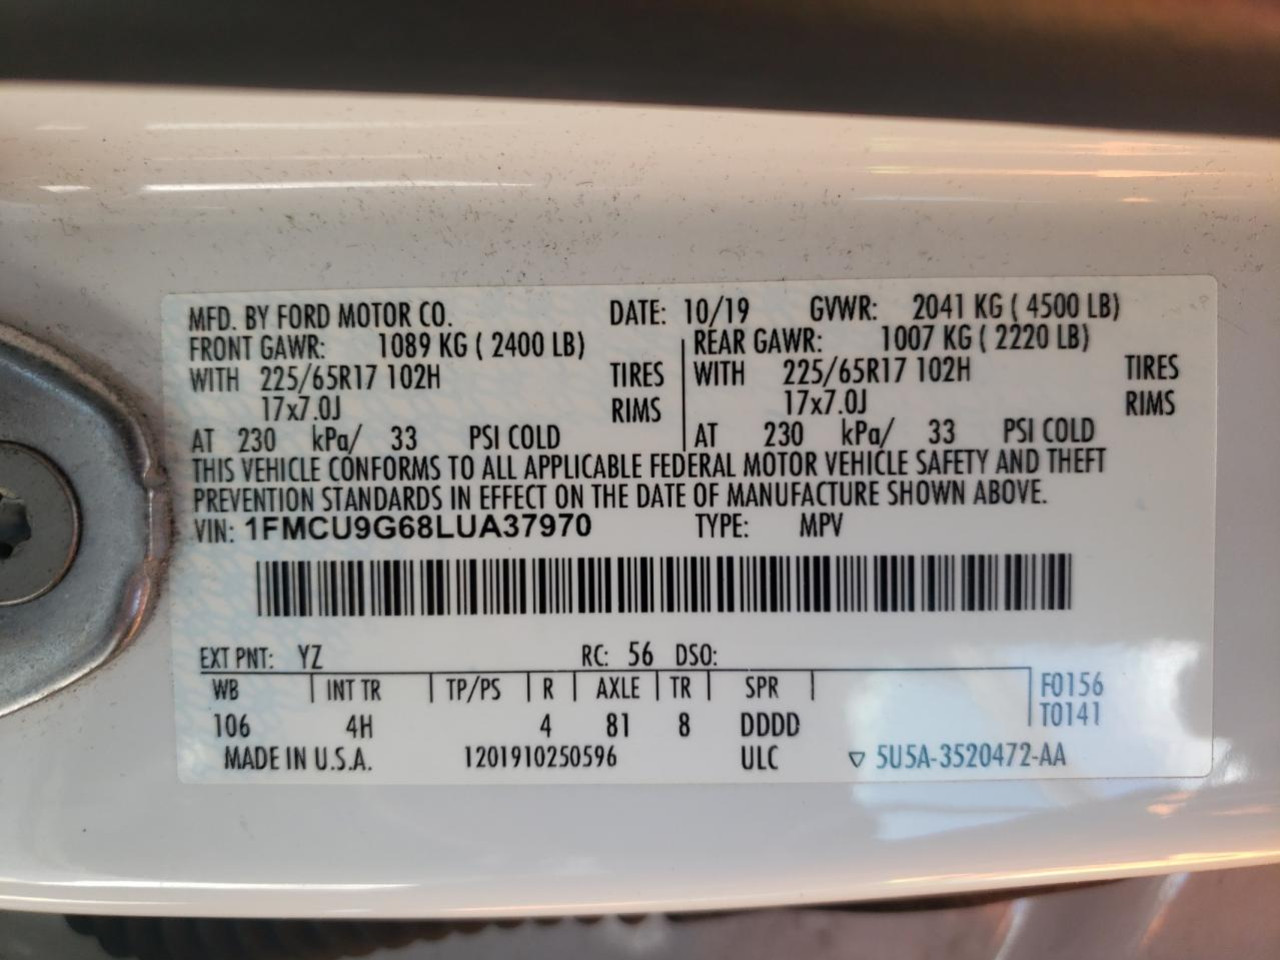 MFD. BY FORD MOTOR CO. DATE: 10/19 GVWR: 2041 KG ( 4500 LB)
FRONT GAWR: 1089 KG ( 2400 LB) REAR GAWR: 1007 KG ( 2220 LB)
WITH 225/65R17 102H TIRES WITH 225/65R17 102H TIRES
17x7.0J RIMS 17x7.0J RIMS
AT 230 kPa/ 33 PSI COLD AT 230 kPa/ 33 PSI COLD
THIS VEHICLE CONFORMS TO ALL APPLICABLE FEDERAL MOTOR VEHICLE SAFETY AND THEFT
PREVENTION STANDARDS IN EFFECT ON THE DATE OF MANUFACTURE SHOWN ABOVE.
VIN: 1FMCU9G68LUA37970 TYPE: MPV
EXT PNT: YZ RC: 56 DSO:
WB INT TR TP/PS R AXLE TR SPR F0156
106 4H 4 81 8 DDDD T0141
MADE IN U.S.A. 1201910250596 ULC 5U5A-3520472-AA